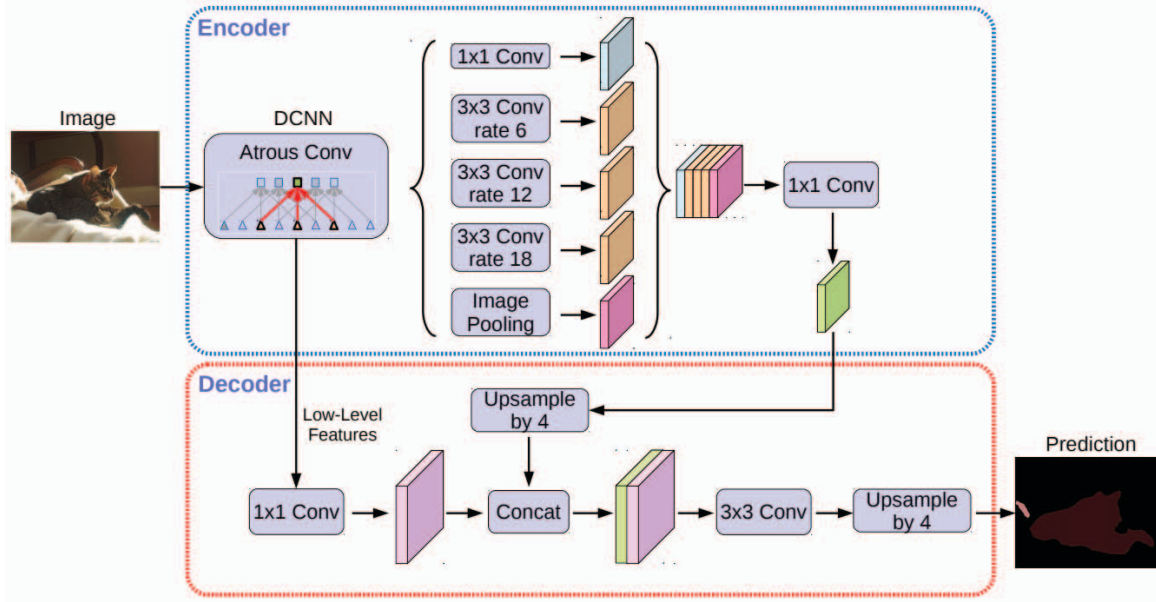 Encoder
Image
DCNN
Atrous Conv
1x1 Conv
3x3 Conv
rate 6
3x3 Conv
rate 12
3x3 Conv
rate 18
Image
Pooling
1x1 Conv
Decoder
Low-Level
Features
Upsample
by 4
1x1 Conv
Concat
3x3 Conv
Upsample
by 4
Prediction